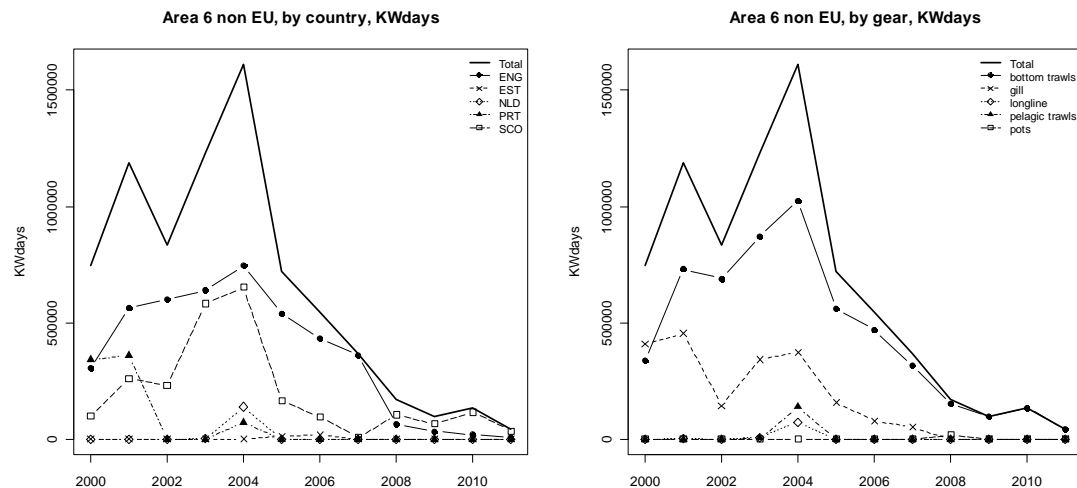 Area 6 non EU, by country, KWdays
KWdays
1500000
1000000
500000
0
2000 2002 2004 2006 2008 2010
Total
ENG
EST
NLD
PRT
SCO
Area 6 non EU, by gear, KWdays
KWdays
1500000
1000000
500000
0
2000 2002 2004 2006 2008 2010
Total
bottom trawls
gill
longline
pelagic trawls
pots